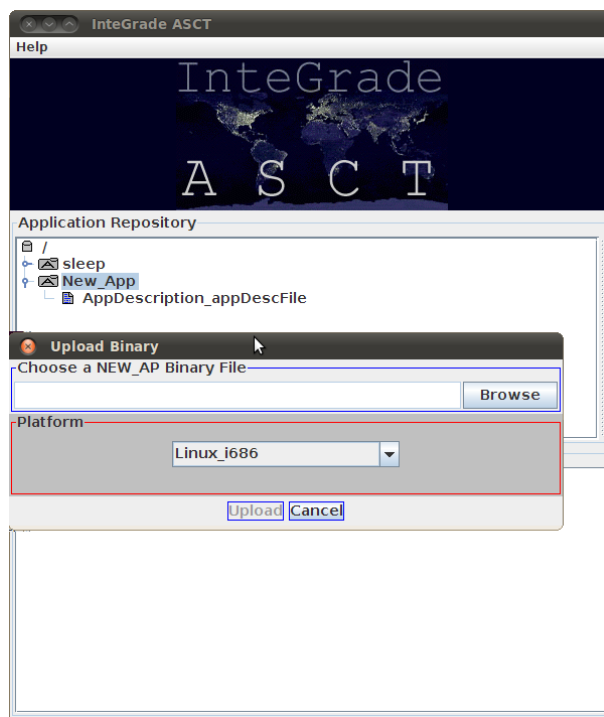 InteGrade ASCT
Help
InteGrade
A S C T
Application Repository
/
sleep
New_App
AppDescription_appDescFile
Upload Binary
Choose a NEW_AP Binary File
Browse
Platform
Linux_i686
Upload Cancel